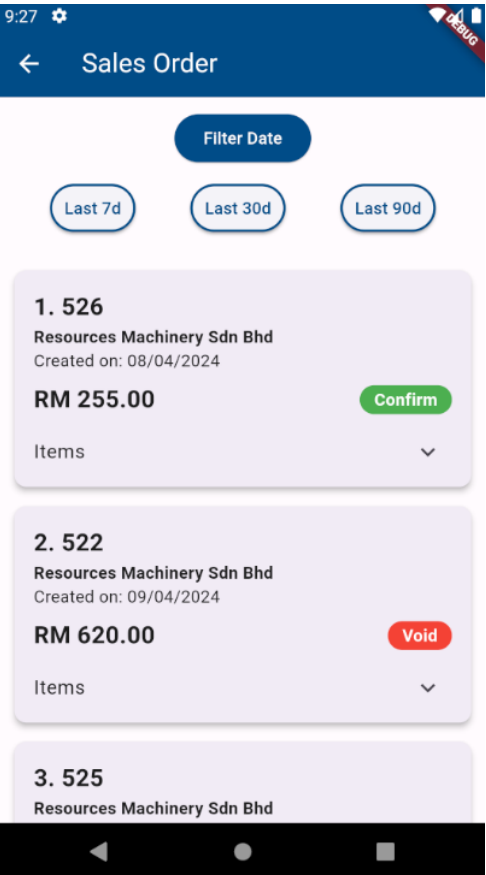 9:27
DEBUG
Sales Order
Filter Date
Last 7d Last 30d Last 90d
1. 526
Resources Machinery Sdn Bhd
Created on: 08/04/2024
RM 255.00 Confirm
Items
2. 522
Resources Machinery Sdn Bhd
Created on: 09/04/2024
RM 620.00 Void
Items
3. 525
Resources Machinery Sdn Bhd